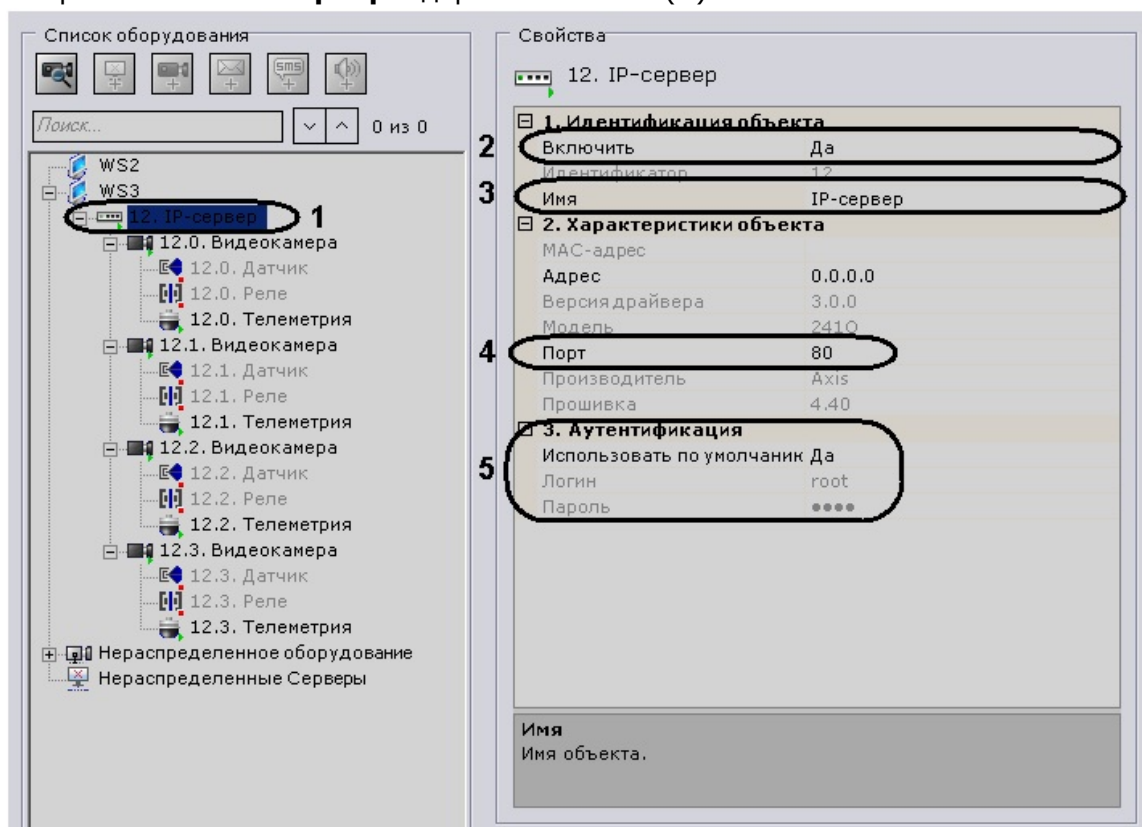 Список оборудования
sms
Поиск...
0 из 0
WS2
WS3
12. IP-сервер
1
12.0. Видеокамера
12.0. Датчик
12.0. Реле
12.0. Телеметрия
12.1. Видеокамера
12.1. Датчик
12.1. Реле
12.1. Телеметрия
12.2. Видеокамера
12.2. Датчик
12.2. Реле
12.2. Телеметрия
12.3. Видеокамера
12.3. Датчик
12.3. Реле
12.3. Телеметрия
Нераспределенное оборудование
Нераспределенные Серверы
Свойства
12. IP-сервер
1. Идентификация объекта
2
Включить Да
Идентификатор 12
3
Имя IP-сервер
2. Характеристики объекта
MAC-адрес
Адрес 0.0.0.0
Версия драйвера 3.0.0
Модель 241Q
4
Порт 80
Производитель Axis
Прошивка 4.40
3. Аутентификация
5
Использовать по умолчанию Да
Логин root
Пароль ●●●●
Имя
Имя объекта.